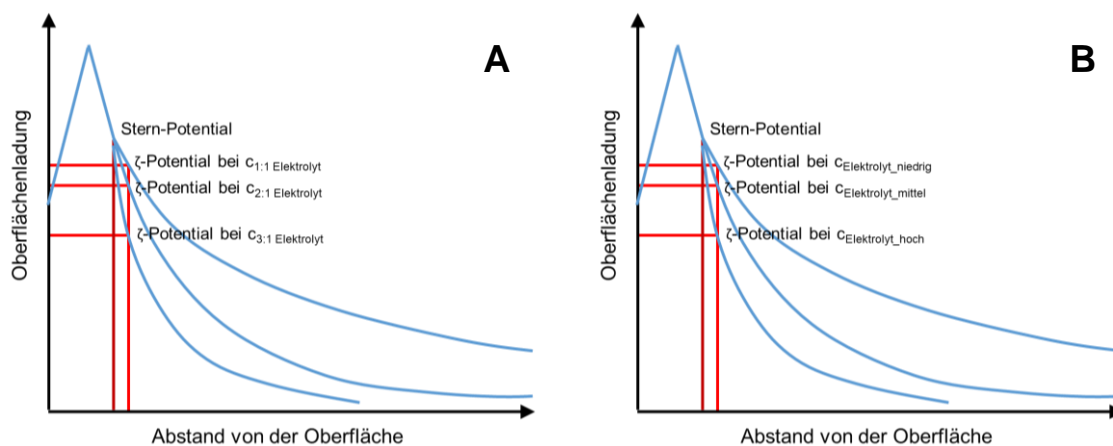 A
Oberflächenladung
Stern-Potential
ζ-Potential bei c1:1 Elektrolyt
ζ-Potential bei c2:1 Elektrolyt
ζ-Potential bei c3:1 Elektrolyt
Abstand von der Oberfläche
B
Oberflächenladung
Stern-Potential
ζ-Potential bei cElektrolyt_niedrig
ζ-Potential bei cElektrolyt_mittel
ζ-Potential bei cElektrolyt_hoch
Abstand von der Oberfläche